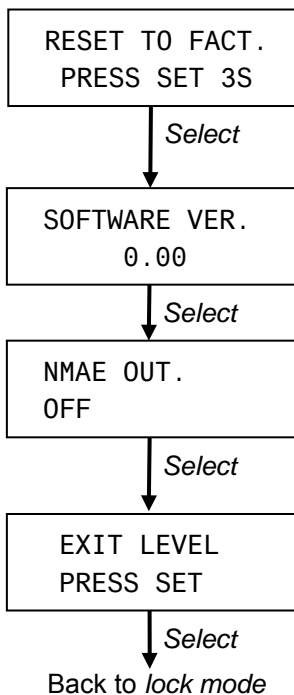 RESET TO FACT.
PRESS SET 3S
Select
SOFTWARE VER.
0.00
Select
NMAE OUT.
OFF
Select
EXIT LEVEL
PRESS SET
Select
Back to lock mode